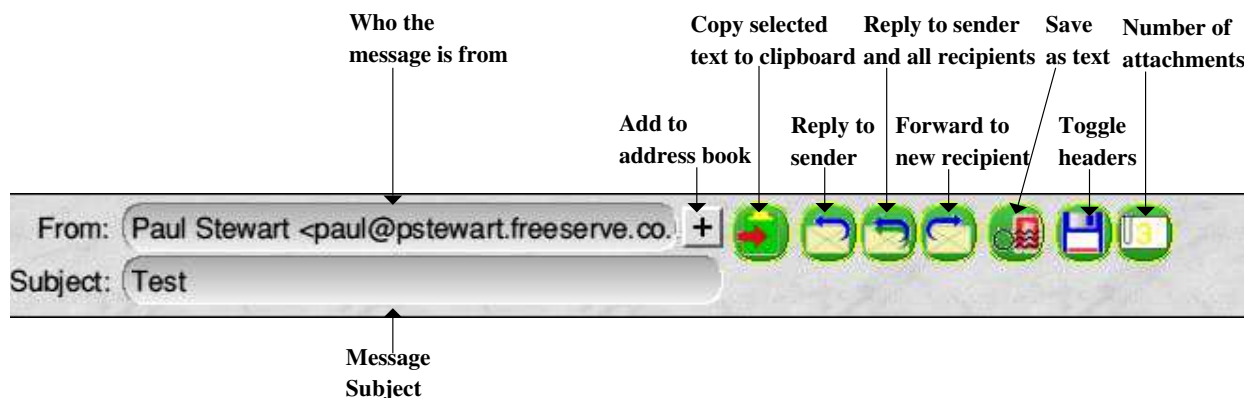 Who the
message is from
Copy selected
text to clipboard
Reply to sender
and all recipients
Save
as text
Number of
attachments
Add to
address book
Reply to
sender
Forward to
new recipient
Toggle
headers
From: Paul Stewart <paul@pstewart.freeserve.co. +
3
Subject: Test
Message
Subject